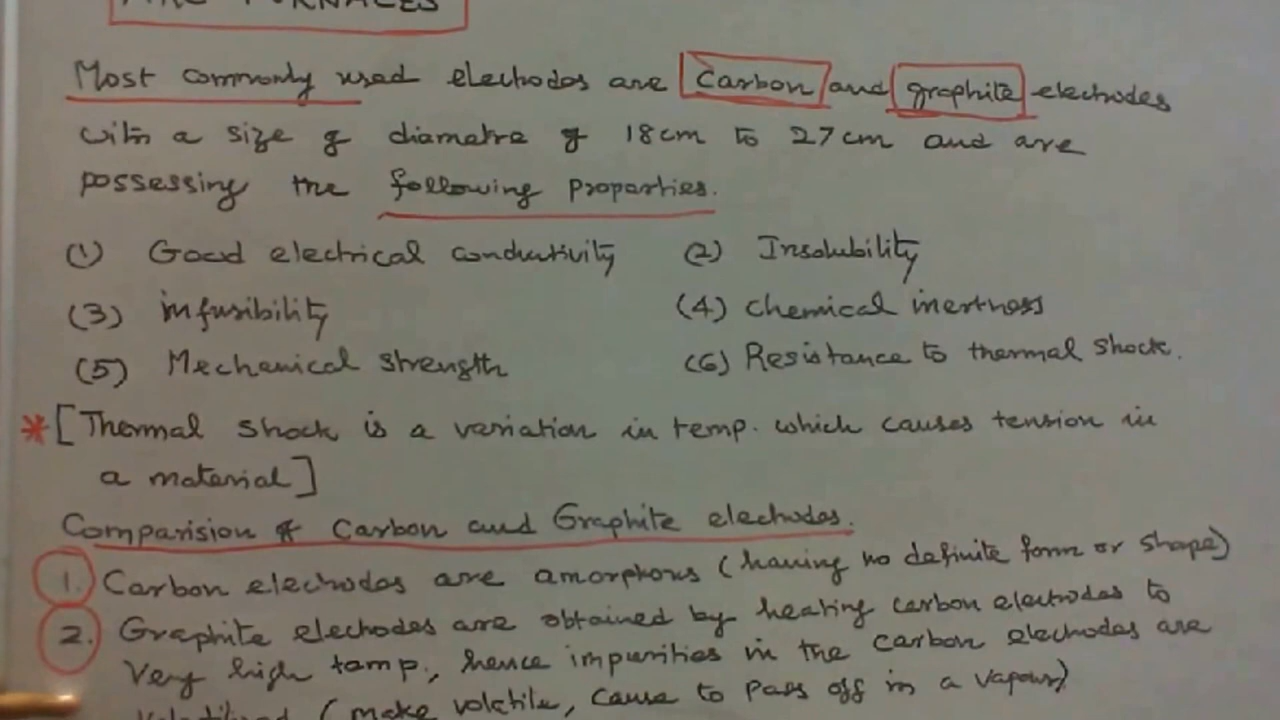 ARC FURNACES
Most commonly used electrodes are Carbon and graphite electrodes
with a size of diametre of 18cm to 27cm and are
possessing the following properties.
(1) Good electrical conductivity (2) Insolubility
(3) infusibility (4) Chemical inertness
(5) Mechanical strength (6) Resistance to thermal shock.
* [Thermal shock is a variation in temp. which causes tension in
a material]
Comparision of Carbon and Graphite electrodes.
1. Carbon electrodes are amorphous (having no definite form or shape)
2. Graphite electrodes are obtained by heating carbon electrodes to
very high temp., hence impurities in the carbon electrodes are
volatilized (make volatile, cause to pass off in a vapour)